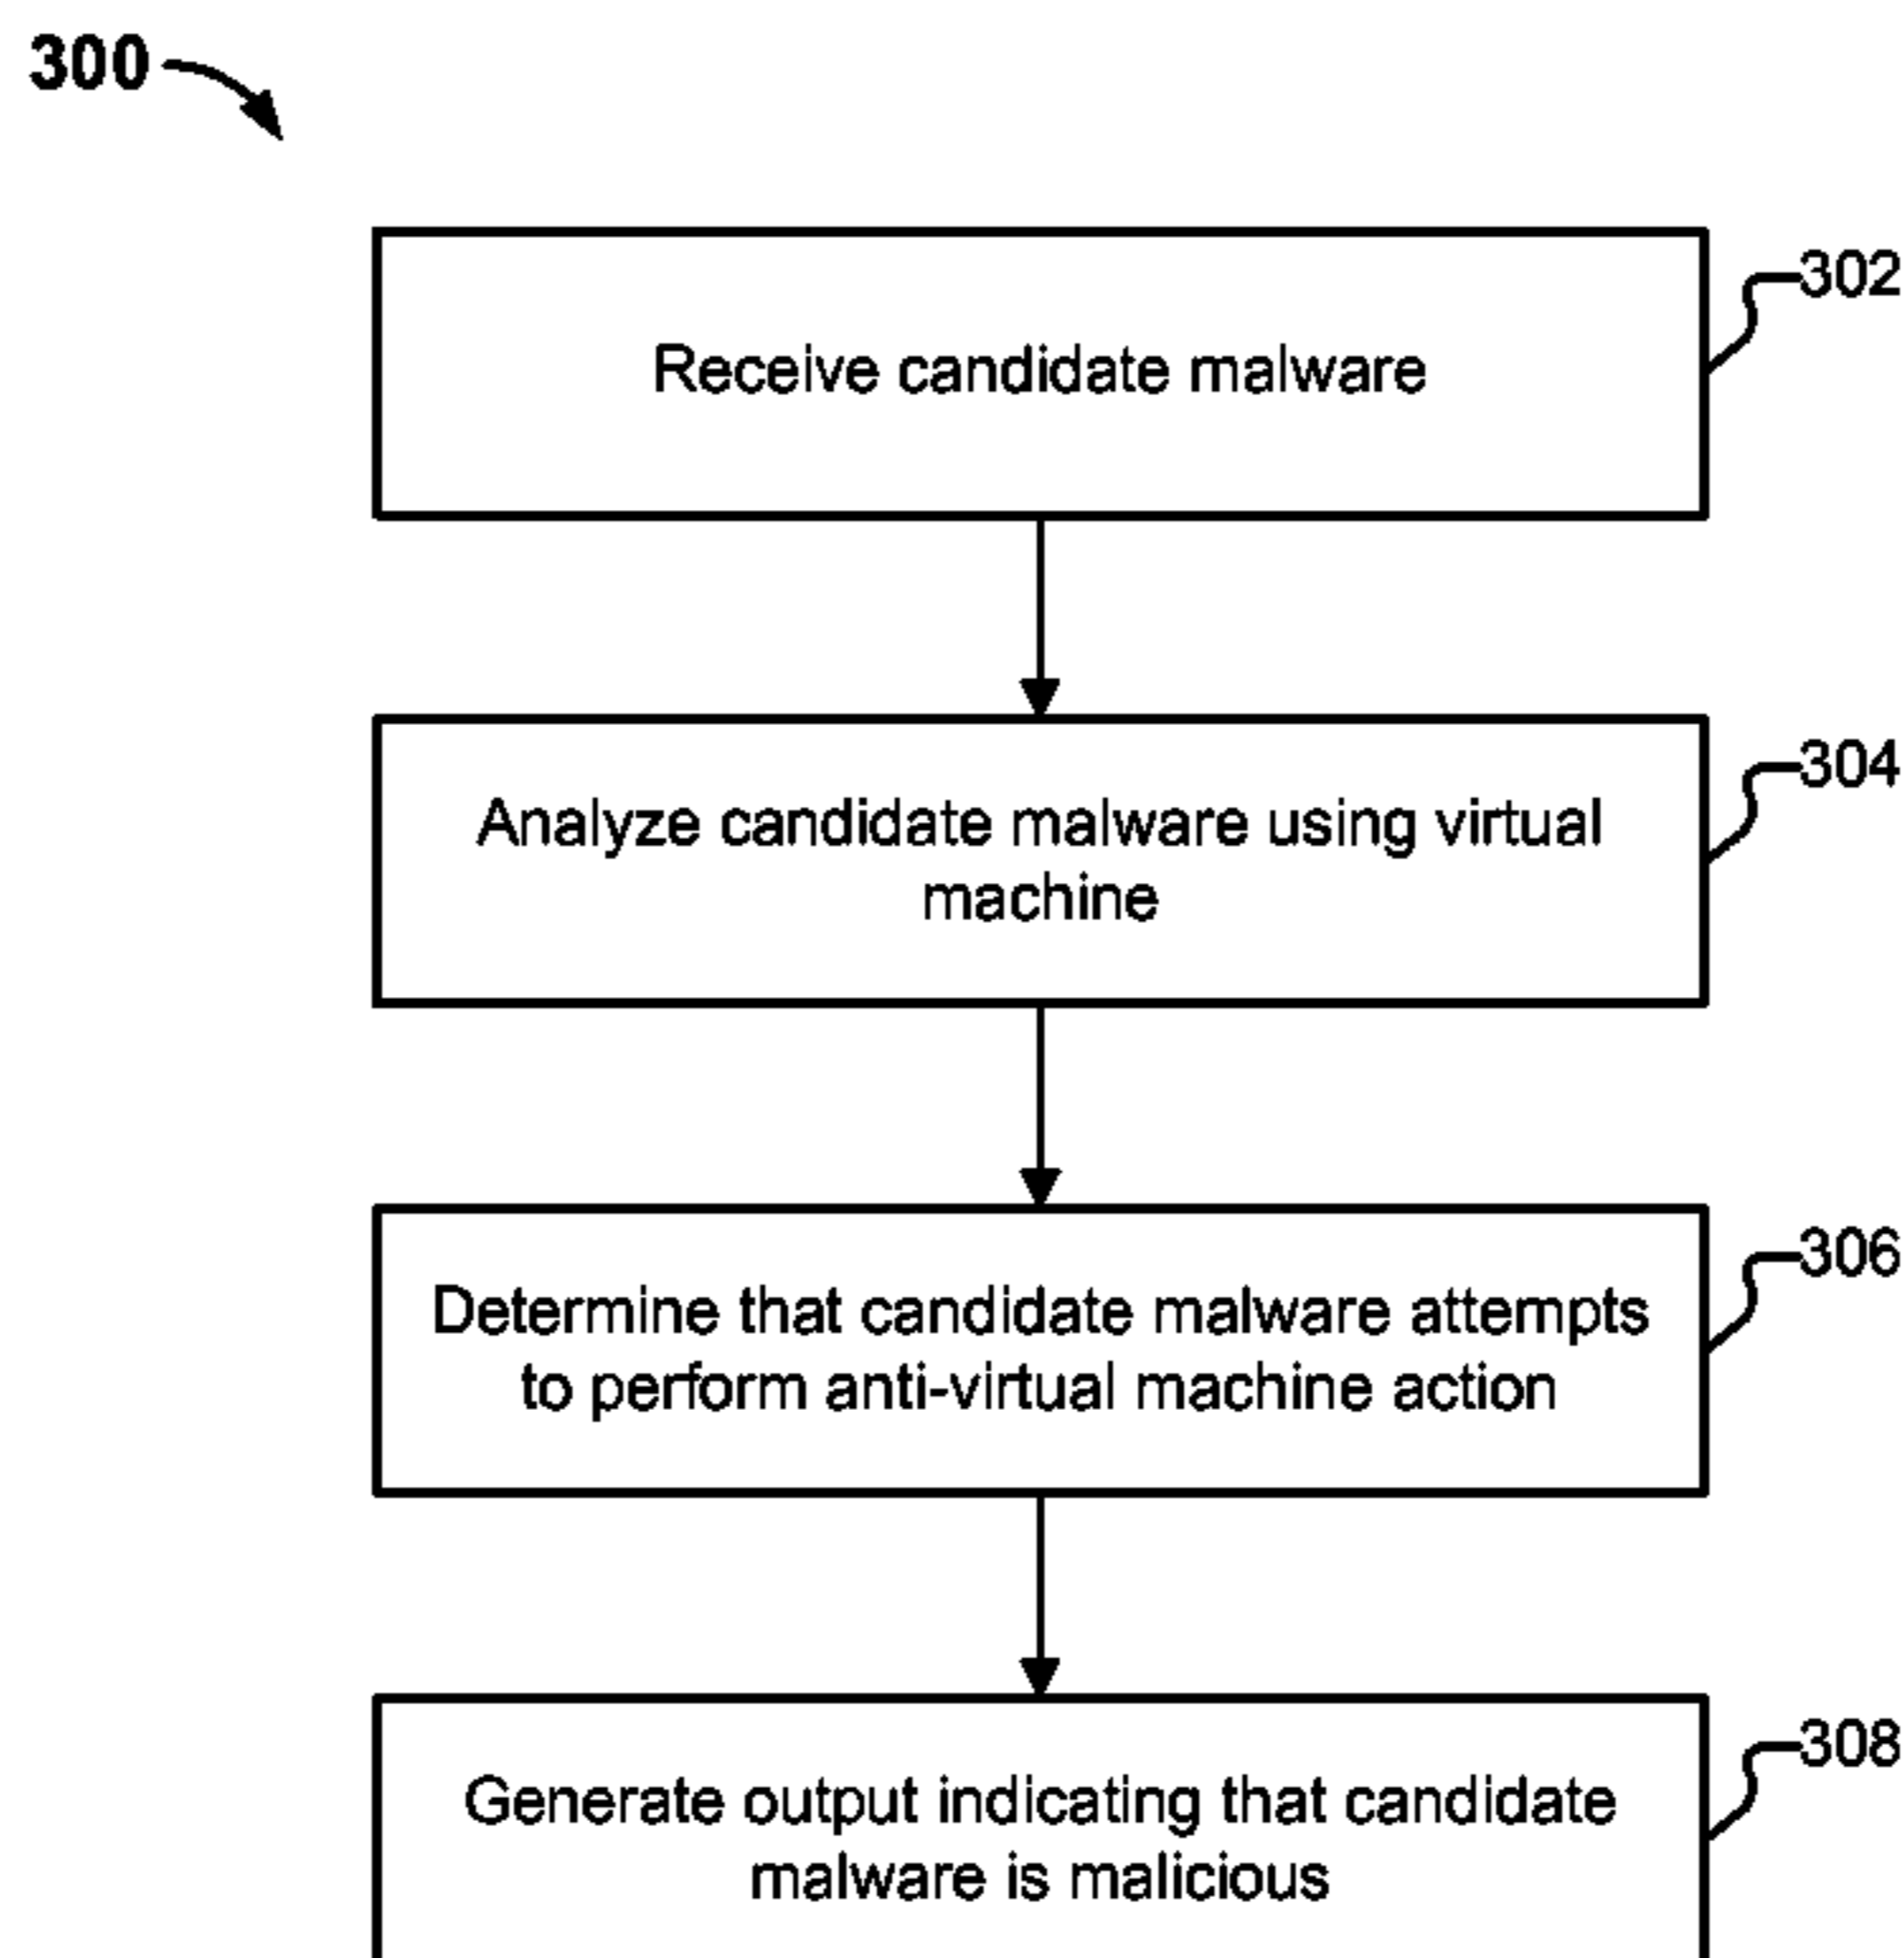 300
302
Receive candidate malware
304
Analyze candidate malware using virtual
machine
306
Determine that candidate malware attempts
to perform anti-virtual machine action
308
Generate output indicating that candidate
malware is malicious